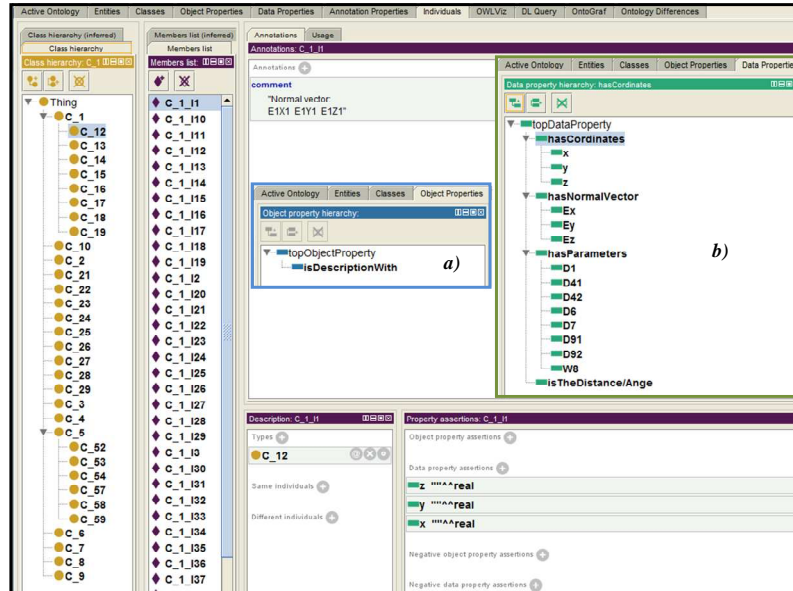 Active Ontology Entities Classes Object Properties Data Properties Annotation Properties Individuals OWLViz DL Query OntoGraf Ontology Differences
Class hierarchy (inferred)
Class hierarchy
Class hierarchy: C_1
Thing
C_1
C_12
C_13
C_14
C_15
C_16
C_17
C_18
C_19
C_10
C_2
C_21
C_22
C_23
C_24
C_25
C_26
C_27
C_28
C_29
C_3
C_4
C_5
C_52
C_53
C_54
C_57
C_58
C_59
C_6
C_7
C_8
C_9
Members list (inferred)
Members list
Members list:
C_1_I1
C_1_I10
C_1_I11
C_1_I12
C_1_I13
C_1_I14
C_1_I15
C_1_I16
C_1_I17
C_1_I18
C_1_I19
C_1_I2
C_1_I20
C_1_I21
C_1_I22
C_1_I23
C_1_I24
C_1_I25
C_1_I26
C_1_I27
C_1_I28
C_1_I29
C_1_I3
C_1_I30
C_1_I31
C_1_I32
C_1_I33
C_1_I34
C_1_I35
C_1_I36
C_1_I37
Annotations Usage
Annotations: C_1_I1
Annotations
comment
"Normal vector:
E1X1 E1Y1 E1Z1"
Active Ontology Entities Classes Object Properties
Object property hierarchy:
topObjectProperty
isDescriptionWith
a)
Active Ontology Entities Classes Object Properties Data Propertie
Data property hierarchy: hasCordinates
topDataProperty
hasCordinates
x
y
z
hasNormalVector
Ex
Ey
Ez
hasParameters
D1
D41
D42
D6
D7
D91
D92
W8
isTheDistance/Ange
b)
Description: C_1_I1
Types
C_12
Same individuals
Different individuals
Property assertions: C_1_I1
Object property assertions
Data property assertions
z ""^^real
y ""^^real
x ""^^real
Negative object property assertions
Negative data property assertions